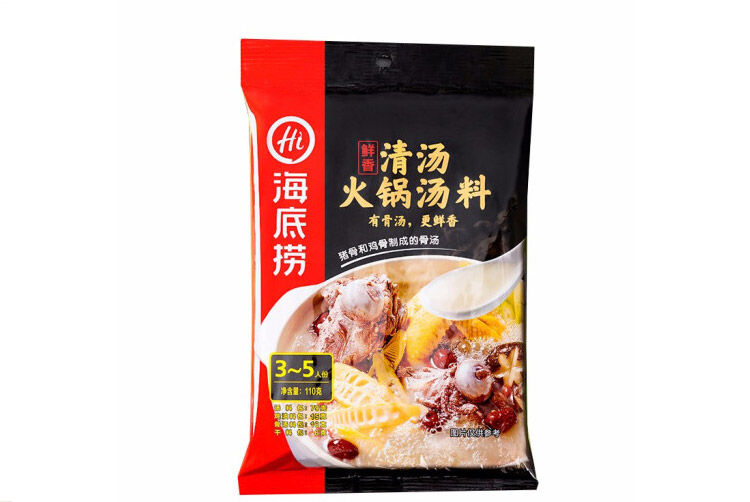 Hi
海底捞
鲜香
清汤
火锅汤料
有骨汤，更鲜香
猪骨和鸡骨制成的骨汤
3~5人份
净含量：110克
图片仅供参考